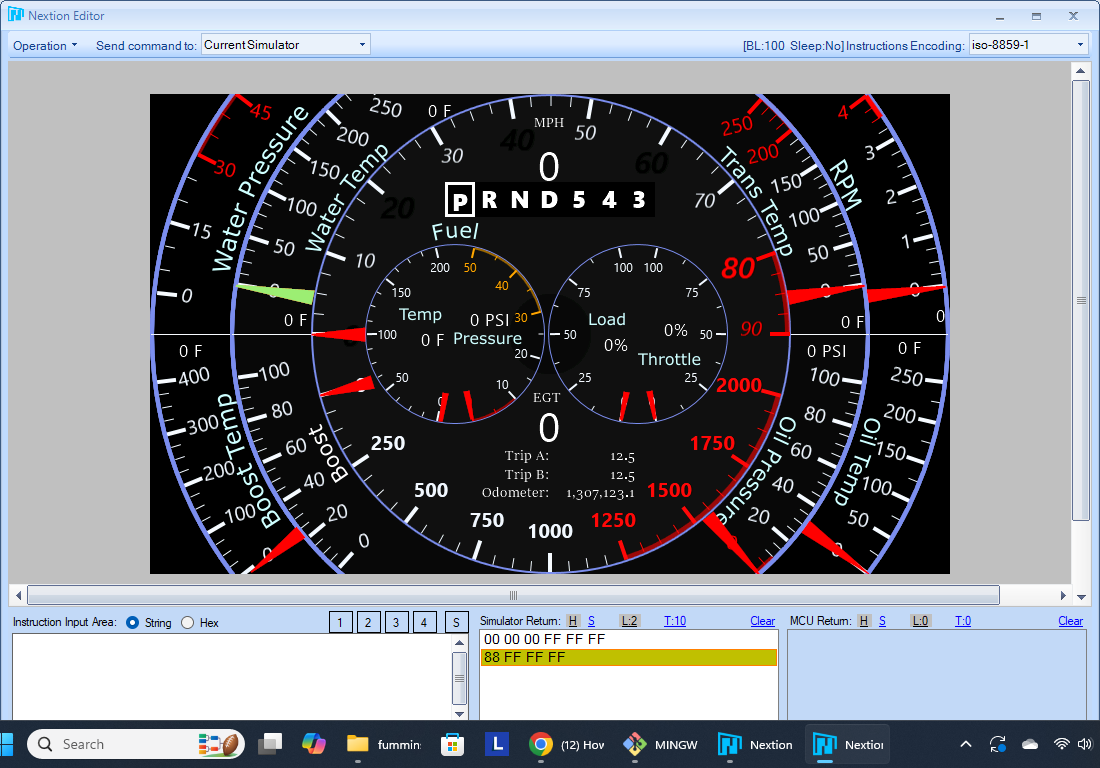 Nextion Editor
Operation
Send command to:
CurrentSimulator
[BL:100 Sleep:No]
Instructions Encoding:
iso-8859-1
45
30
15
0
0 F
Water Pressure
250
200
150
100
50
0
0 F
Water Temp
0 F
MPH
0
10
20
30
40
50
60
70
80
90
P R N D 5 4 3
250
200
150
100
50
0
0 F
Trans Temp
4
3
2
1
0
0
RPM
Fuel
200
150
100
50
0
Temp
0 F
50
40
30
20
10
0 PSI
Pressure
100
75
50
25
0
Load
0%
100
75
50
25
0
0%
Throttle
400
300
200
100
0
Boost Temp
100
80
60
40
20
0
Boost
EGT
0
Trip A: 12.5
Trip B: 12.5
Odometer: 1,307,123.1
0
250
500
750
1000
1250
1500
1750
2000
0 PSI
100
80
60
40
20
0
Oil Pressure
0 F
250
200
150
100
50
0
Oil Temp
Instruction Input Area:
String
Hex
1
2
3
4
S
Simulator Return:
H
S
L:2
T:10
Clear
MCU Return:
H
S
L:0
T:0
Clear
00 00 00 FF FF FF
88 FF FF FF
Search
fummin
L
(12) Hov
MINGW
Nextion
Nextior